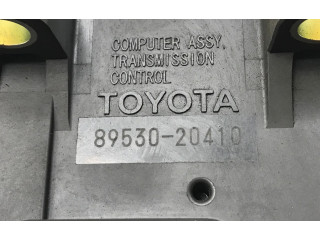 COMPUTER ASSY,
TRANSMISSION
CONTROL
TOYOTA
89530-20410